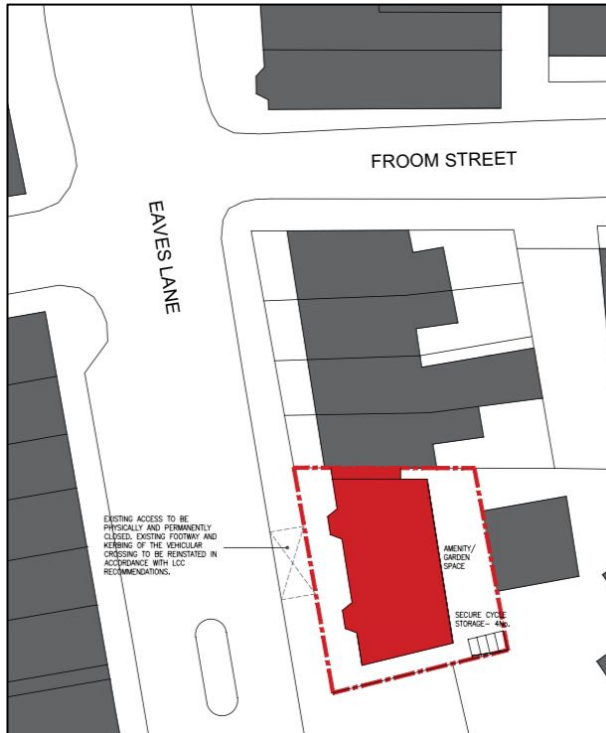 FROOM STREET
EAVES LANE
EXISTING ACCESS TO BE
PHYSICALLY AND PERMANENTLY
CLOSED. EXISTING FOOTWAY AND
KERBING OF THE VEHICULAR
CROSSING TO BE REINSTATED IN
ACCORDANCE WITH LCC
RECOMMENDATIONS.
AMENITY/
GARDEN
SPACE
SECURE CYCLE
STORAGE- 4No.